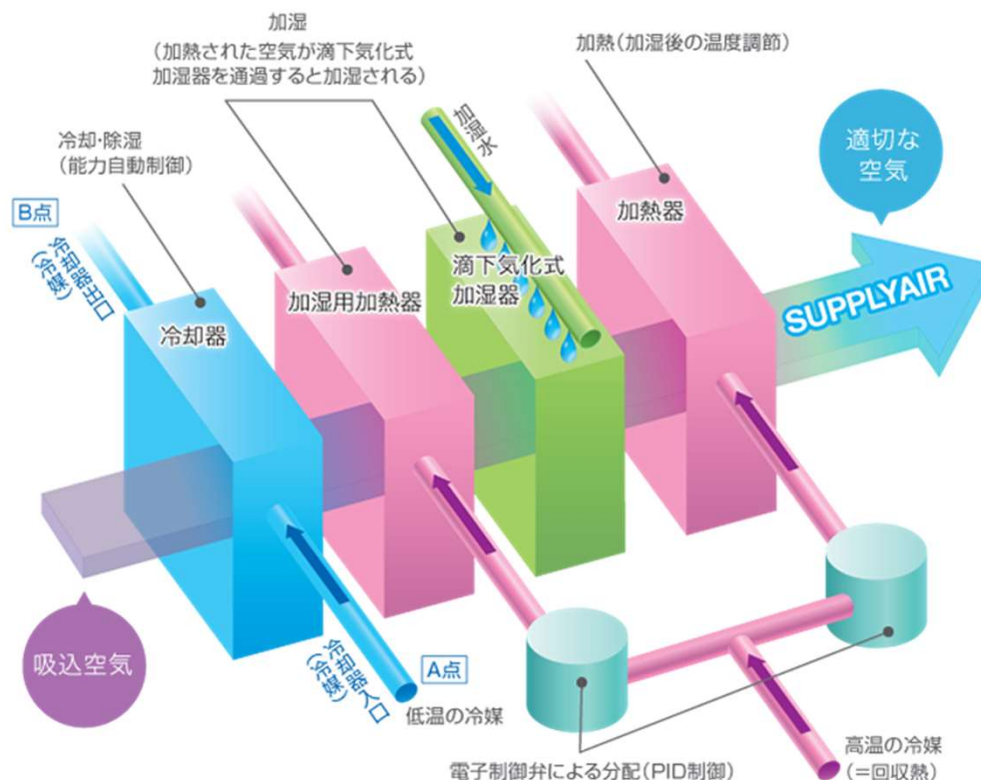 加湿
(加熱された空気が滴下気化式
加湿器を通過すると加湿される)
加熱(加湿後の温度調節)
冷却・除湿
(能力自動制御)
加湿水
適切な
空気
B点
冷却器出口
(冷媒)
加熱器
滴下気化式
加湿器
加湿用加熱器
冷却器
SUPPLYAIR
吸込空気
冷却器入口
(冷媒)
A点
低温の冷媒
電子制御弁による分配(PID制御)
高温の冷媒
(=回収熱)